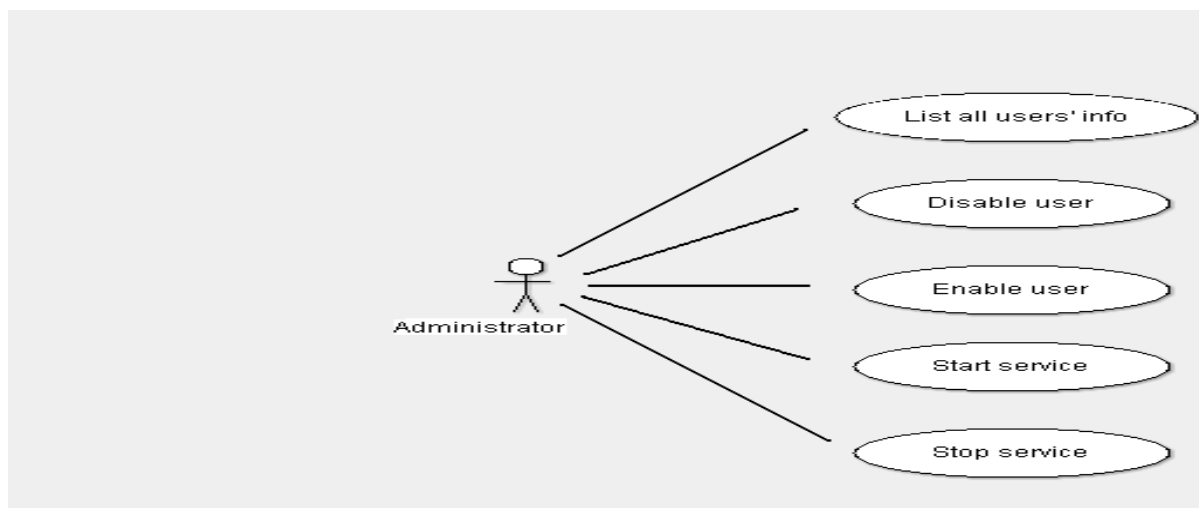 List all users' info
Disable user
Enable user
Administrator
Start service
Stop service